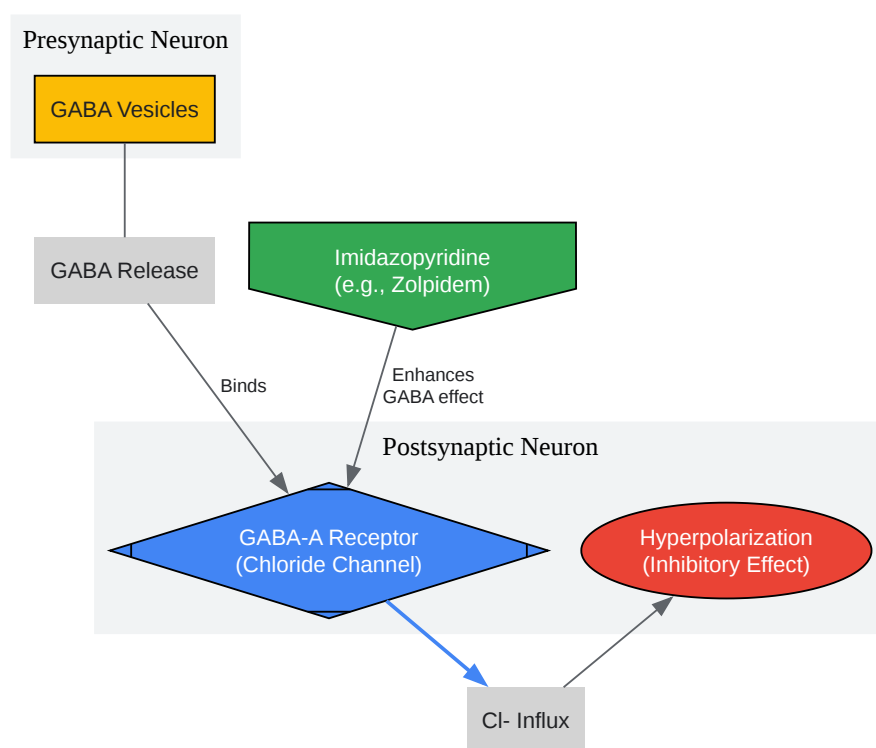 Presynaptic Neuron
GABA Vesicles
GABA Release
Imidazopyridine
(e.g., Zolpidem)
Binds
Enhances
GABA effect
Postsynaptic Neuron
GABA-A Receptor
(Chloride Channel)
Hyperpolarization
(Inhibitory Effect)
Cl- Influx